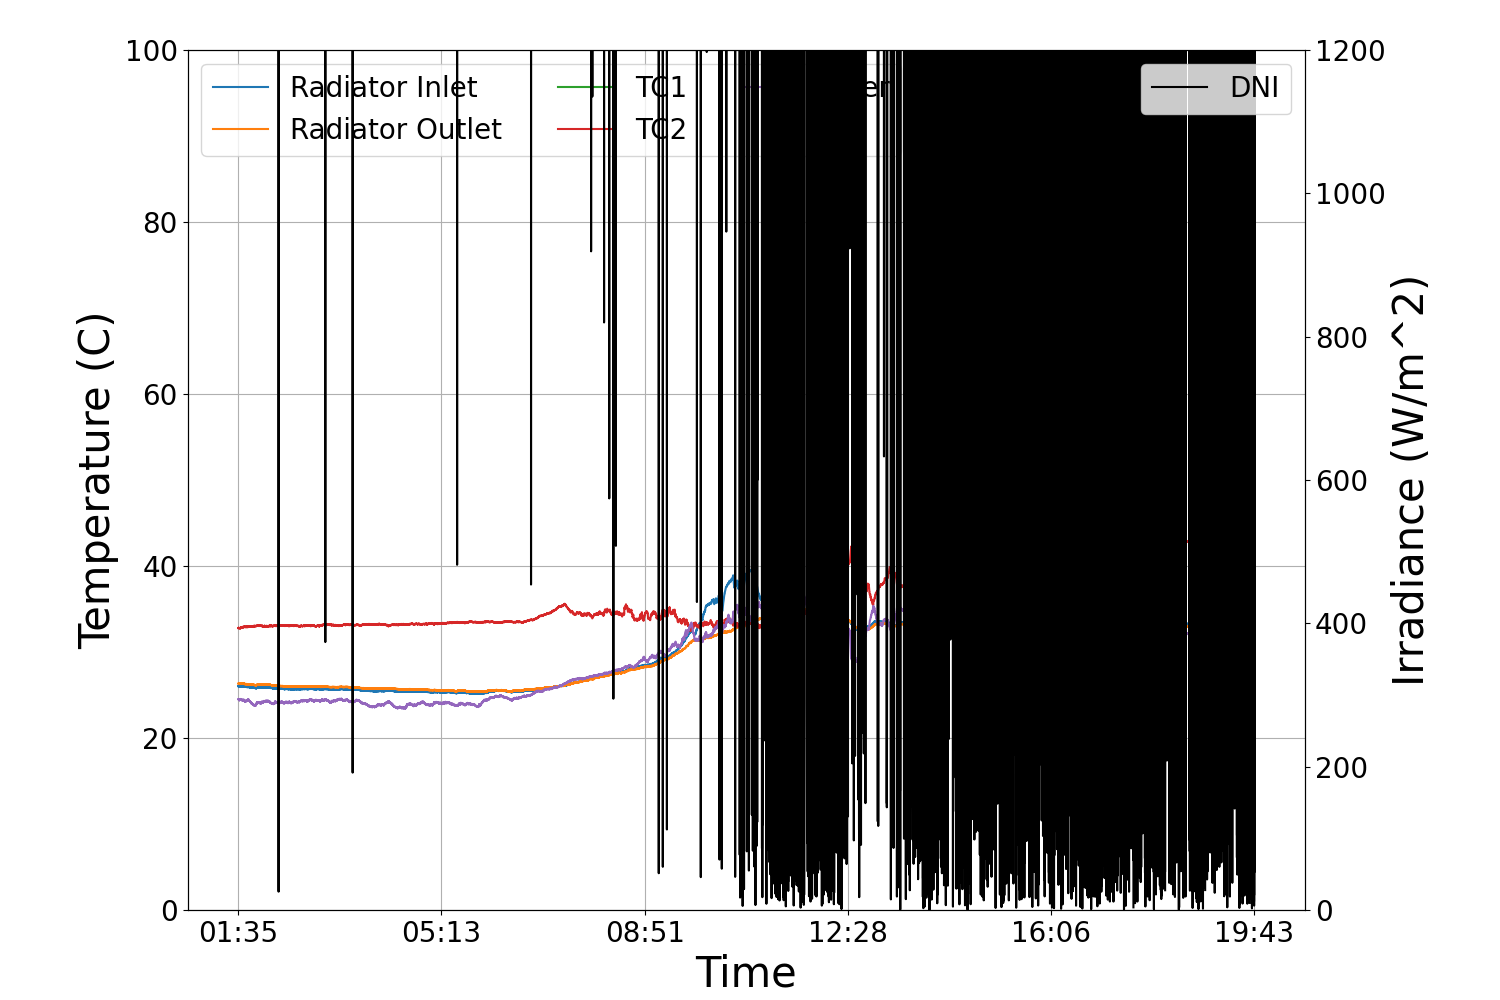 100
80
60
40
20
0
Temperature (C)
Radiator Inlet
Radiator Outlet
TC1
TC2
DNI
1200
1000
800
600
400
200
0
Irradiance (W/m^2)
01:35 05:13 08:51 12:28 16:06 19:43
Time